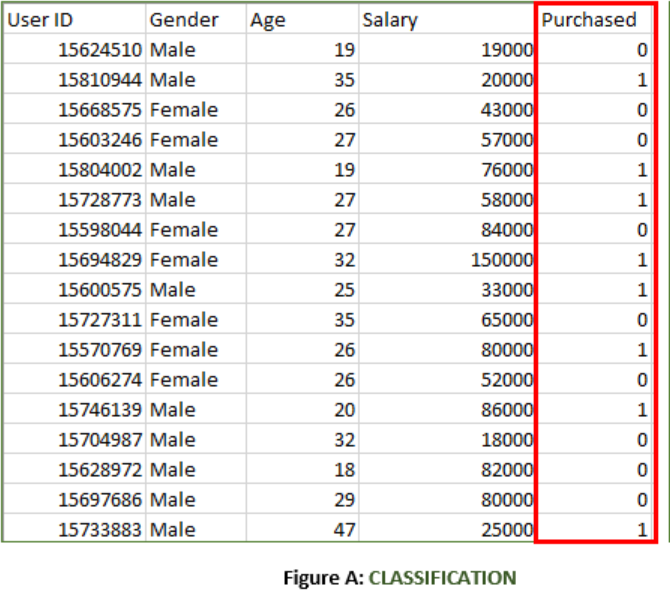 User ID Gender Age Salary Purchased
15624510 Male 19 19000 0
15810944 Male 35 20000 1
15668575 Female 26 43000 0
15603246 Female 27 57000 0
15804002 Male 19 76000 1
15728773 Male 27 58000 1
15598044 Female 27 84000 0
15694829 Female 32 150000 1
15600575 Male 25 33000 1
15727311 Female 35 65000 0
15570769 Female 26 80000 1
15606274 Female 26 52000 0
15746139 Male 20 86000 1
15704987 Male 32 18000 0
15628972 Male 18 82000 0
15697686 Male 29 80000 0
15733883 Male 47 25000 1
Figure A: CLASSIFICATION